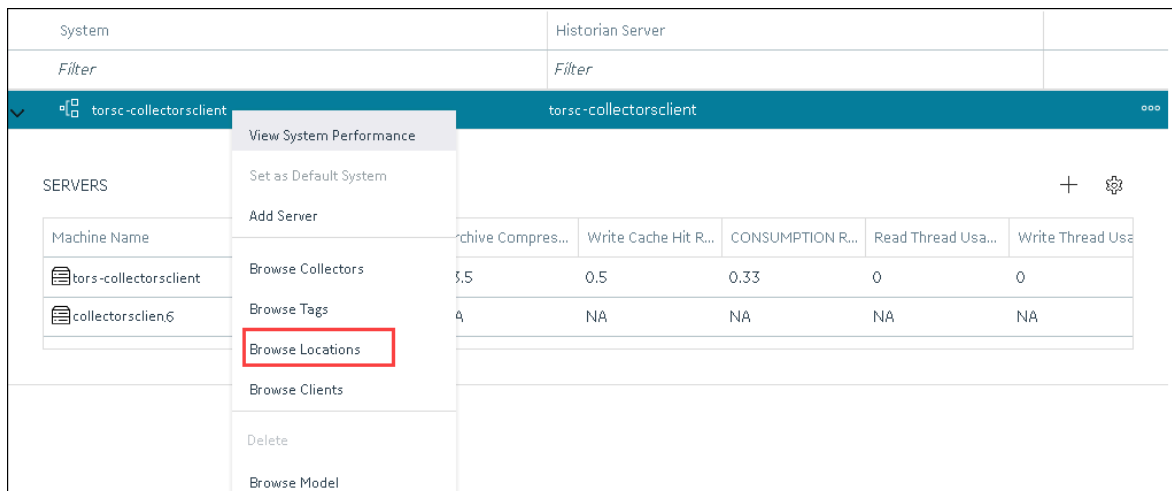 System Historian Server
Filter Filter
torsc-collectorsclient torsc-collectorsclient
View System Performance
Set as Default System
Add Server
Browse Collectors
Browse Tags
Browse Locations
Browse Clients
Delete
Browse Model
SERVERS
Machine Name rchive Compres... Write Cache Hit R... CONSUMPTION R... Read Thread Usa... Write Thread Usa
tors-collectorsclient 3.5 0.5 0.33 0 0
collectorsclien.6 A NA NA NA NA